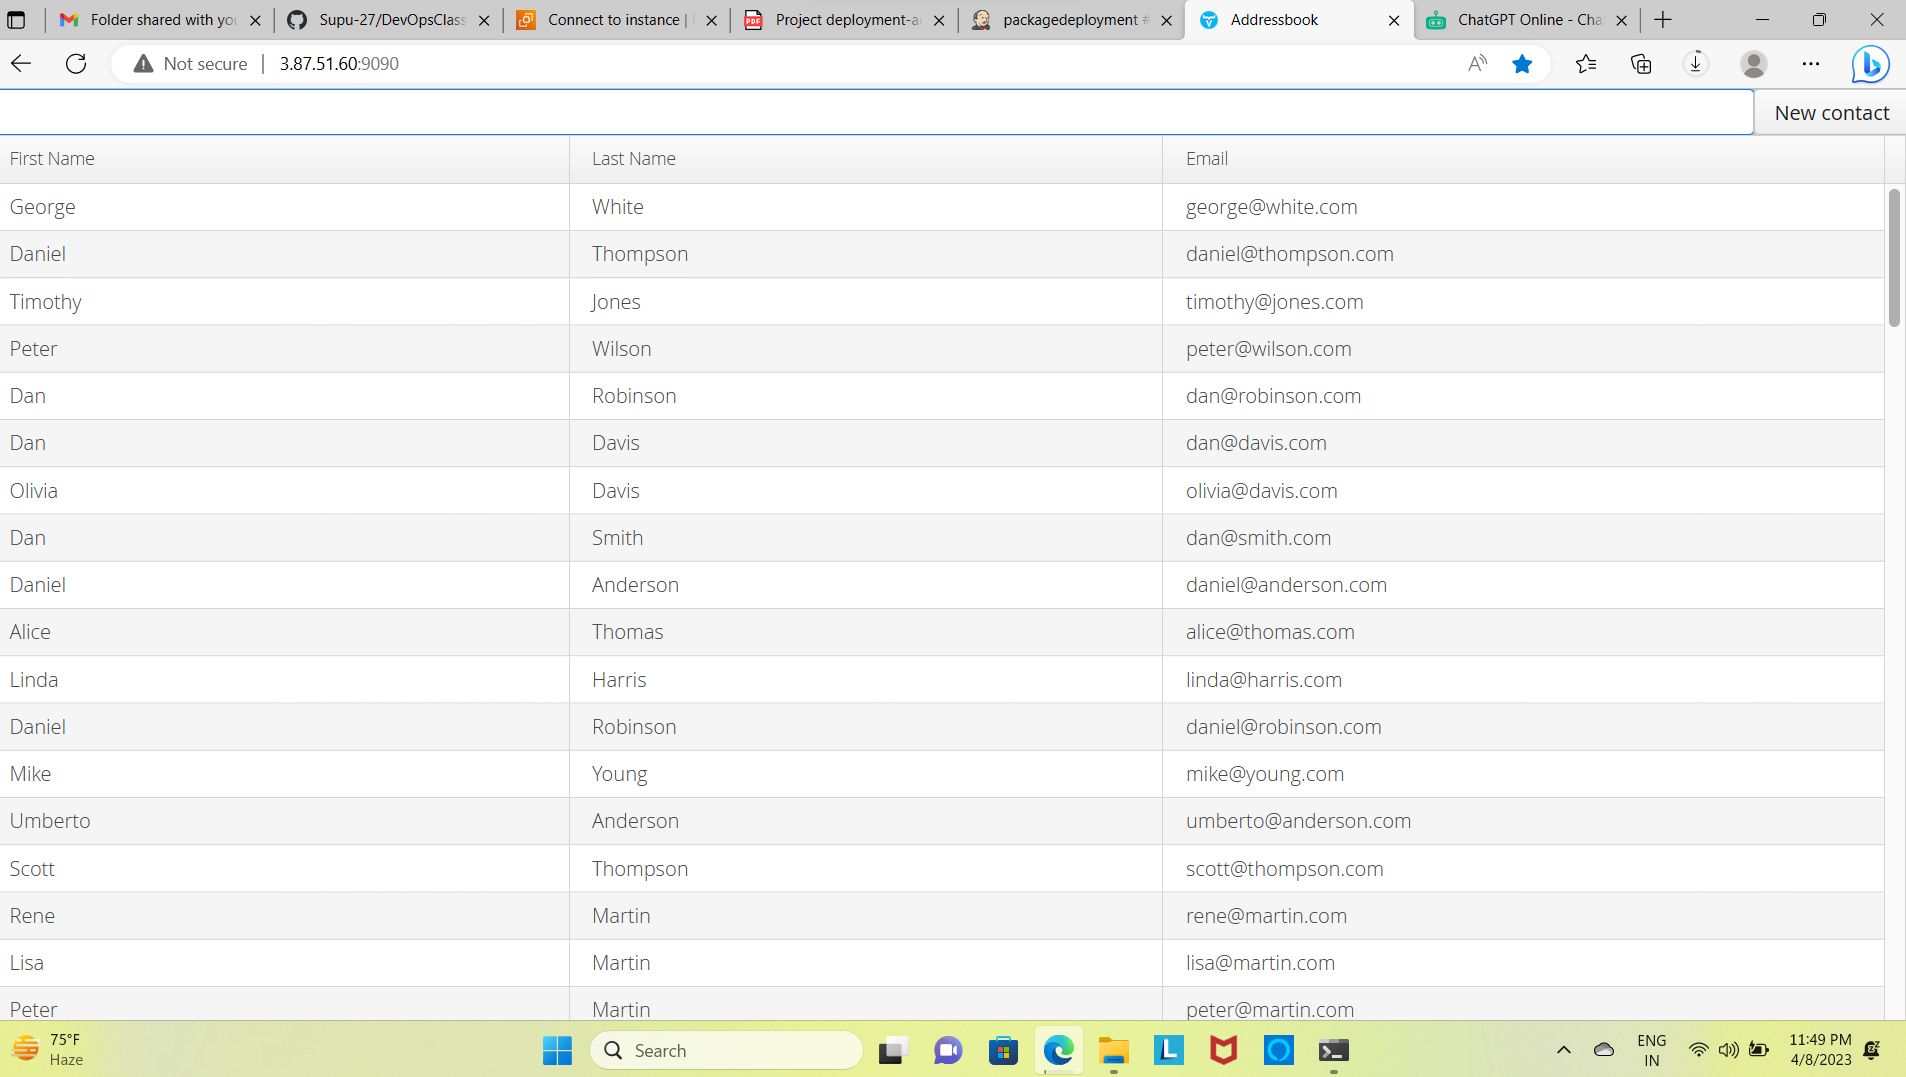 Folder shared with you
Supu-27/DevOpsClass
Connect to instance |
Project deployment-a
packagedeployment #
Addressbook
ChatGPT Online - Cha
Not secure
3.87.51.60:9090
New contact
First Name Last Name Email
George White george@white.com
Daniel Thompson daniel@thompson.com
Timothy Jones timothy@jones.com
Peter Wilson peter@wilson.com
Dan Robinson dan@robinson.com
Dan Davis dan@davis.com
Olivia Davis olivia@davis.com
Dan Smith dan@smith.com
Daniel Anderson daniel@anderson.com
Alice Thomas alice@thomas.com
Linda Harris linda@harris.com
Daniel Robinson daniel@robinson.com
Mike Young mike@young.com
Umberto Anderson umberto@anderson.com
Scott Thompson scott@thompson.com
Rene Martin rene@martin.com
Lisa Martin lisa@martin.com
Peter Martin peter@martin.com
75°F
Haze
Search
ENG
IN
11:49 PM
4/8/2023